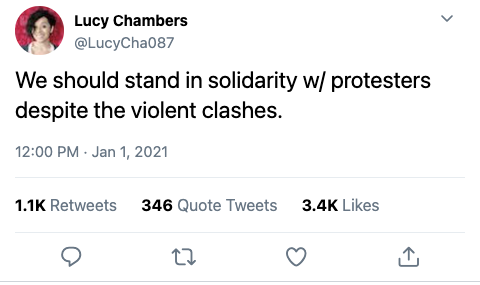 Lucy Chambers
@LucyCha087
We should stand in solidarity w/ protesters
despite the violent clashes.
12:00 PM · Jan 1, 2021
1.1K Retweets 346 Quote Tweets 3.4K Likes